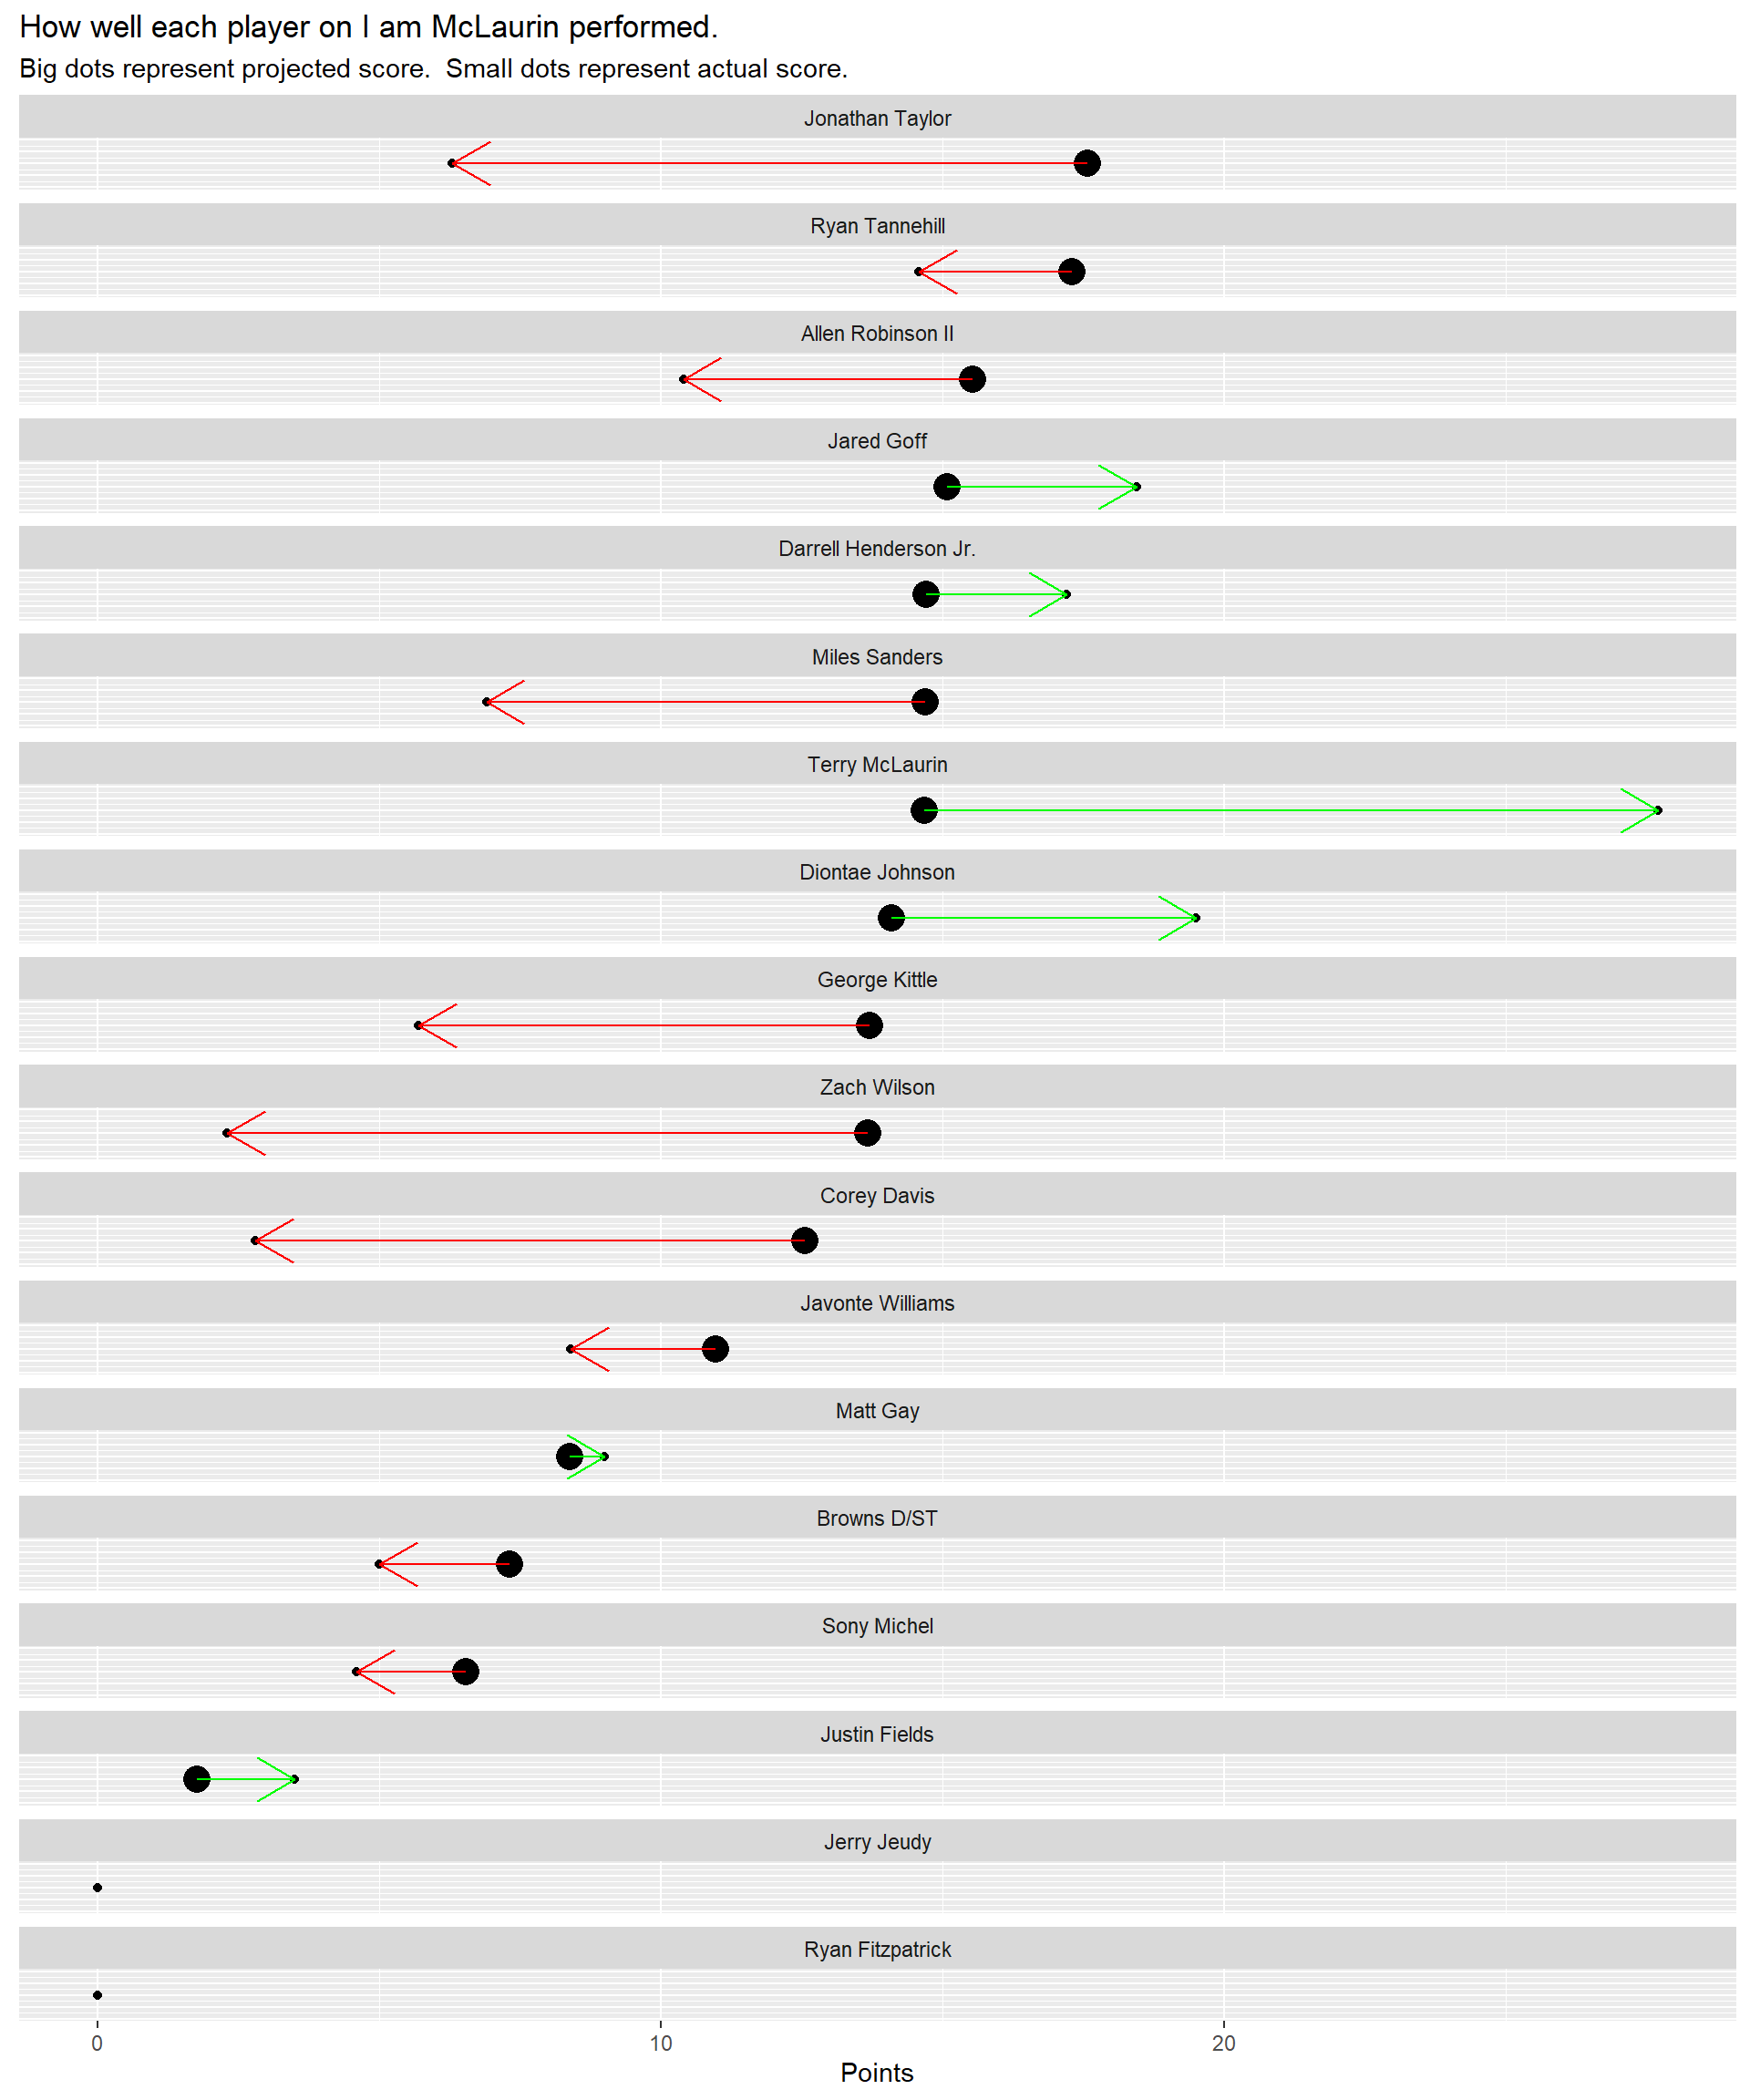 How well each player on I am McLaurin performed.
Big dots represent projected score.  Small dots represent actual score.
Jonathan Taylor
Ryan Tannehill
Allen Robinson II
Jared Goff
Darrell Henderson Jr.
Miles Sanders
Terry McLaurin
Diontae Johnson
George Kittle
Zach Wilson
Corey Davis
Javonte Williams
Matt Gay
Browns D/ST
Sony Michel
Justin Fields
Jerry Jeudy
Ryan Fitzpatrick
0 10 20
Points